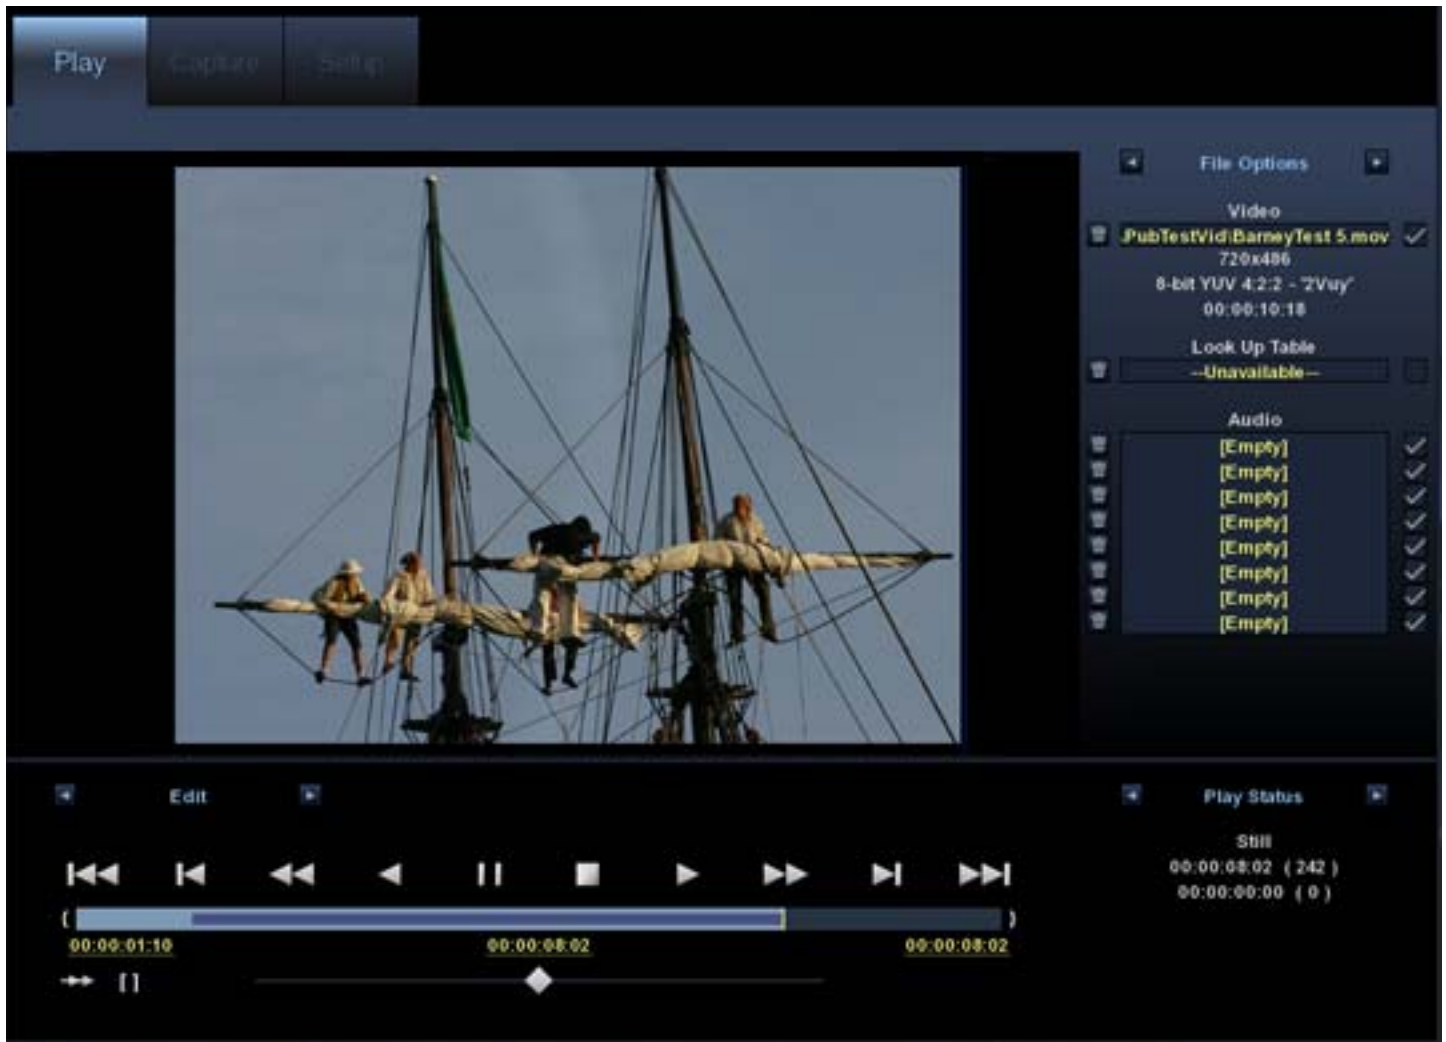 Play
Capture
Setup
File Options
Video
.PubTestVid\BarneyTest 5.mov
720x486
8-bit YUV 4:2:2 - '2Vuy'
00:00:10:18
Look Up Table
--Unavailable--
Audio
[Empty]
[Empty]
[Empty]
[Empty]
[Empty]
[Empty]
[Empty]
[Empty]
Edit
Play Status
Still
00:00:08:02 ( 242 )
00:00:00:00 ( 0 )
00:00:01:10
00:00:08:02
00:00:08:02
[ ]